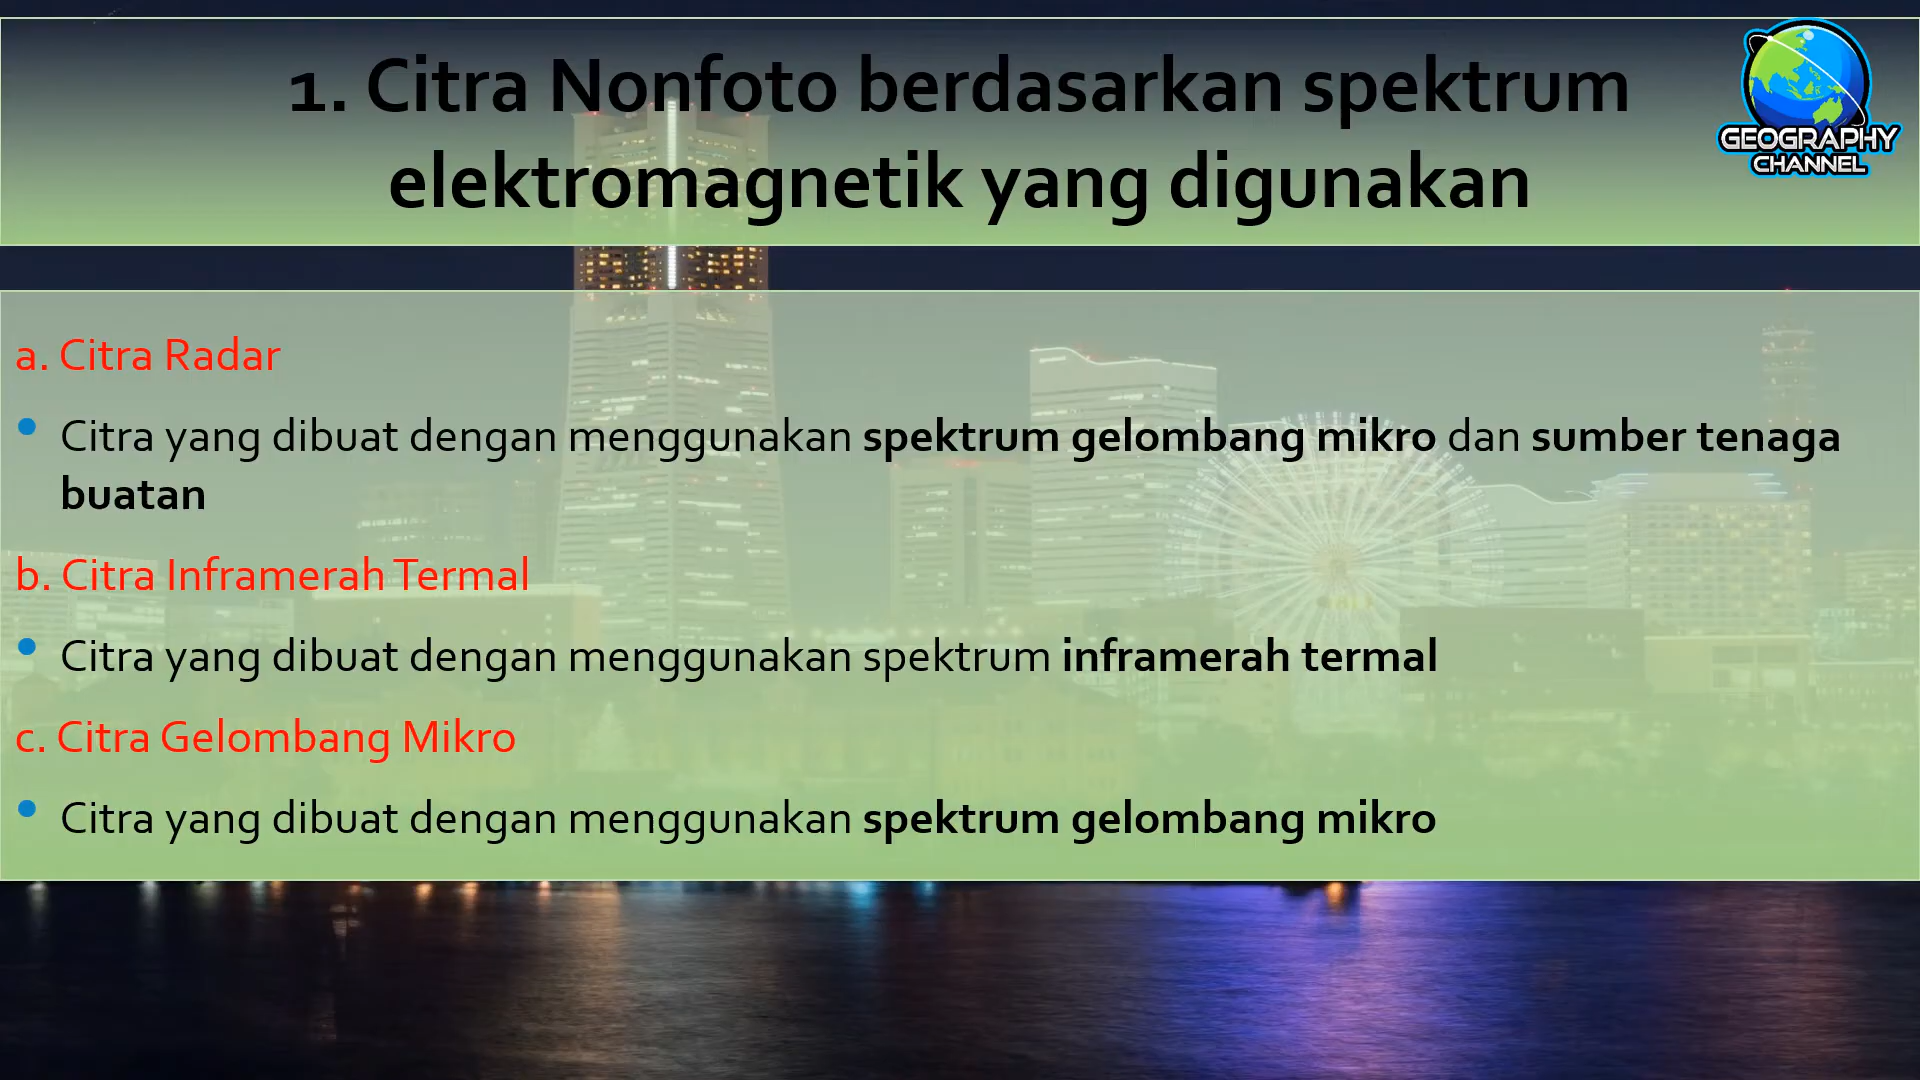 1. Citra Nonfoto berdasarkan spektrum
elektromagnetik yang digunakan
GEOGRAPHY
CHANNEL
a. Citra Radar
• Citra yang dibuat dengan menggunakan spektrum gelombang mikro dan sumber tenaga
buatan
b. Citra Inframerah Termal
• Citra yang dibuat dengan menggunakan spektrum inframerah termal
c. Citra Gelombang Mikro
• Citra yang dibuat dengan menggunakan spektrum gelombang mikro